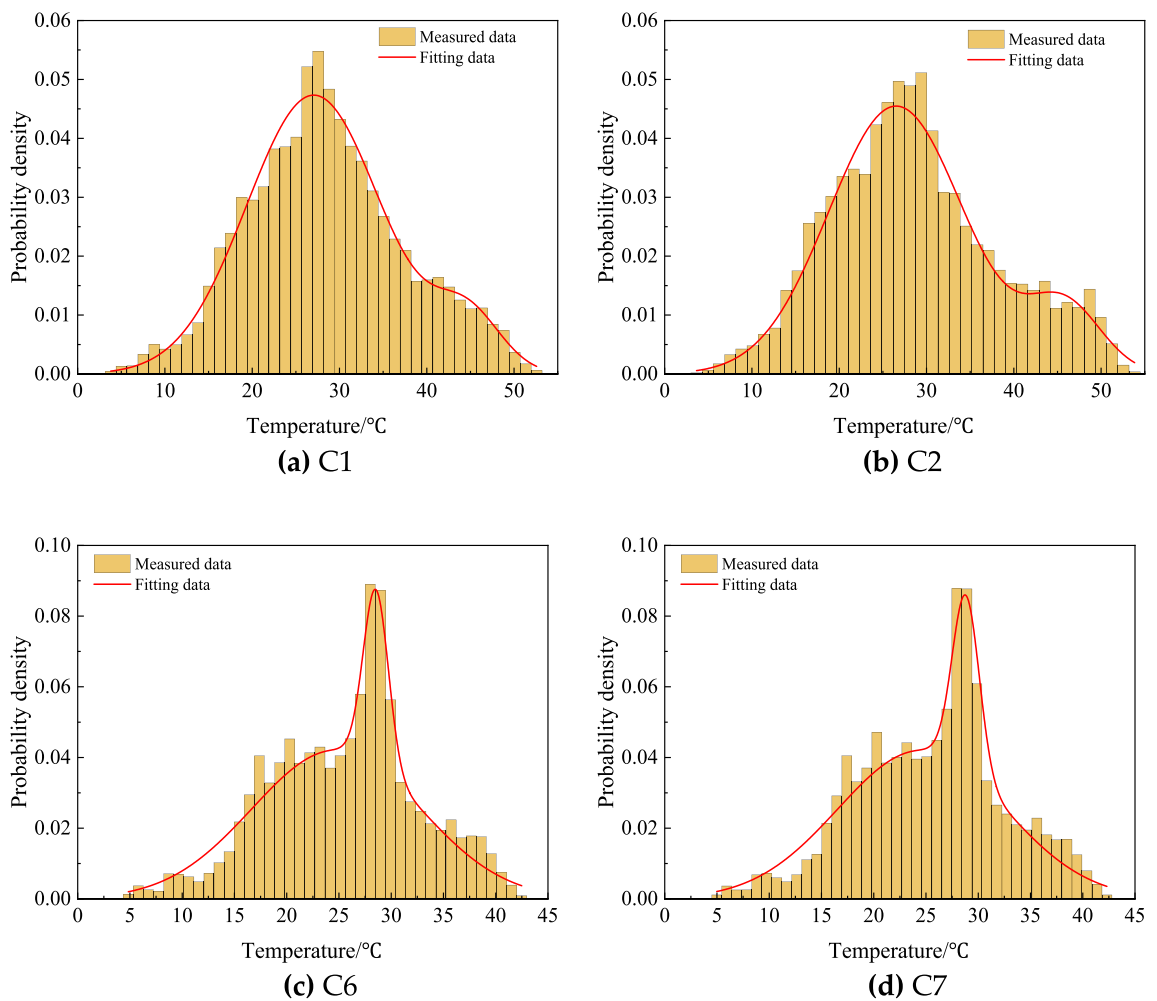 0.06
0.05
0.04
0.03
0.02
0.01
0.00
Probability density
Measured data
Fitting data
0 10 20 30 40 50
Temperature/°C
(a) C1
0.06
0.05
0.04
0.03
0.02
0.01
0.00
Probability density
Measured data
Fitting data
0 10 20 30 40 50
Temperature/°C
(b) C2
0.10
0.08
0.06
0.04
0.02
0.00
Probability density
Measured data
Fitting data
0 5 10 15 20 25 30 35 40 45
Temperature/°C
(c) C6
0.10
0.08
0.06
0.04
0.02
0.00
Probability density
Measured data
Fitting data
0 5 10 15 20 25 30 35 40 45
Temperature/°C
(d) C7